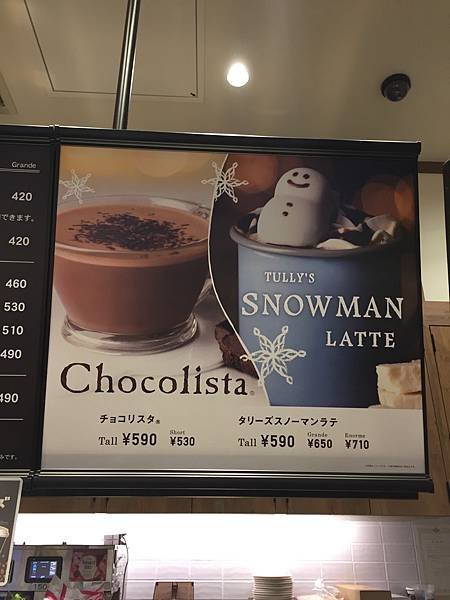 Grande
420
できます。
420
460
530
510
490
490
TULLY'S
SNOWMAN
LATTE
Chocolista®
チョコリスタ®
Tall ¥590 Short ¥530
タリーズスノーマンラテ
Tall ¥590 Grande ¥650 Enorme ¥710